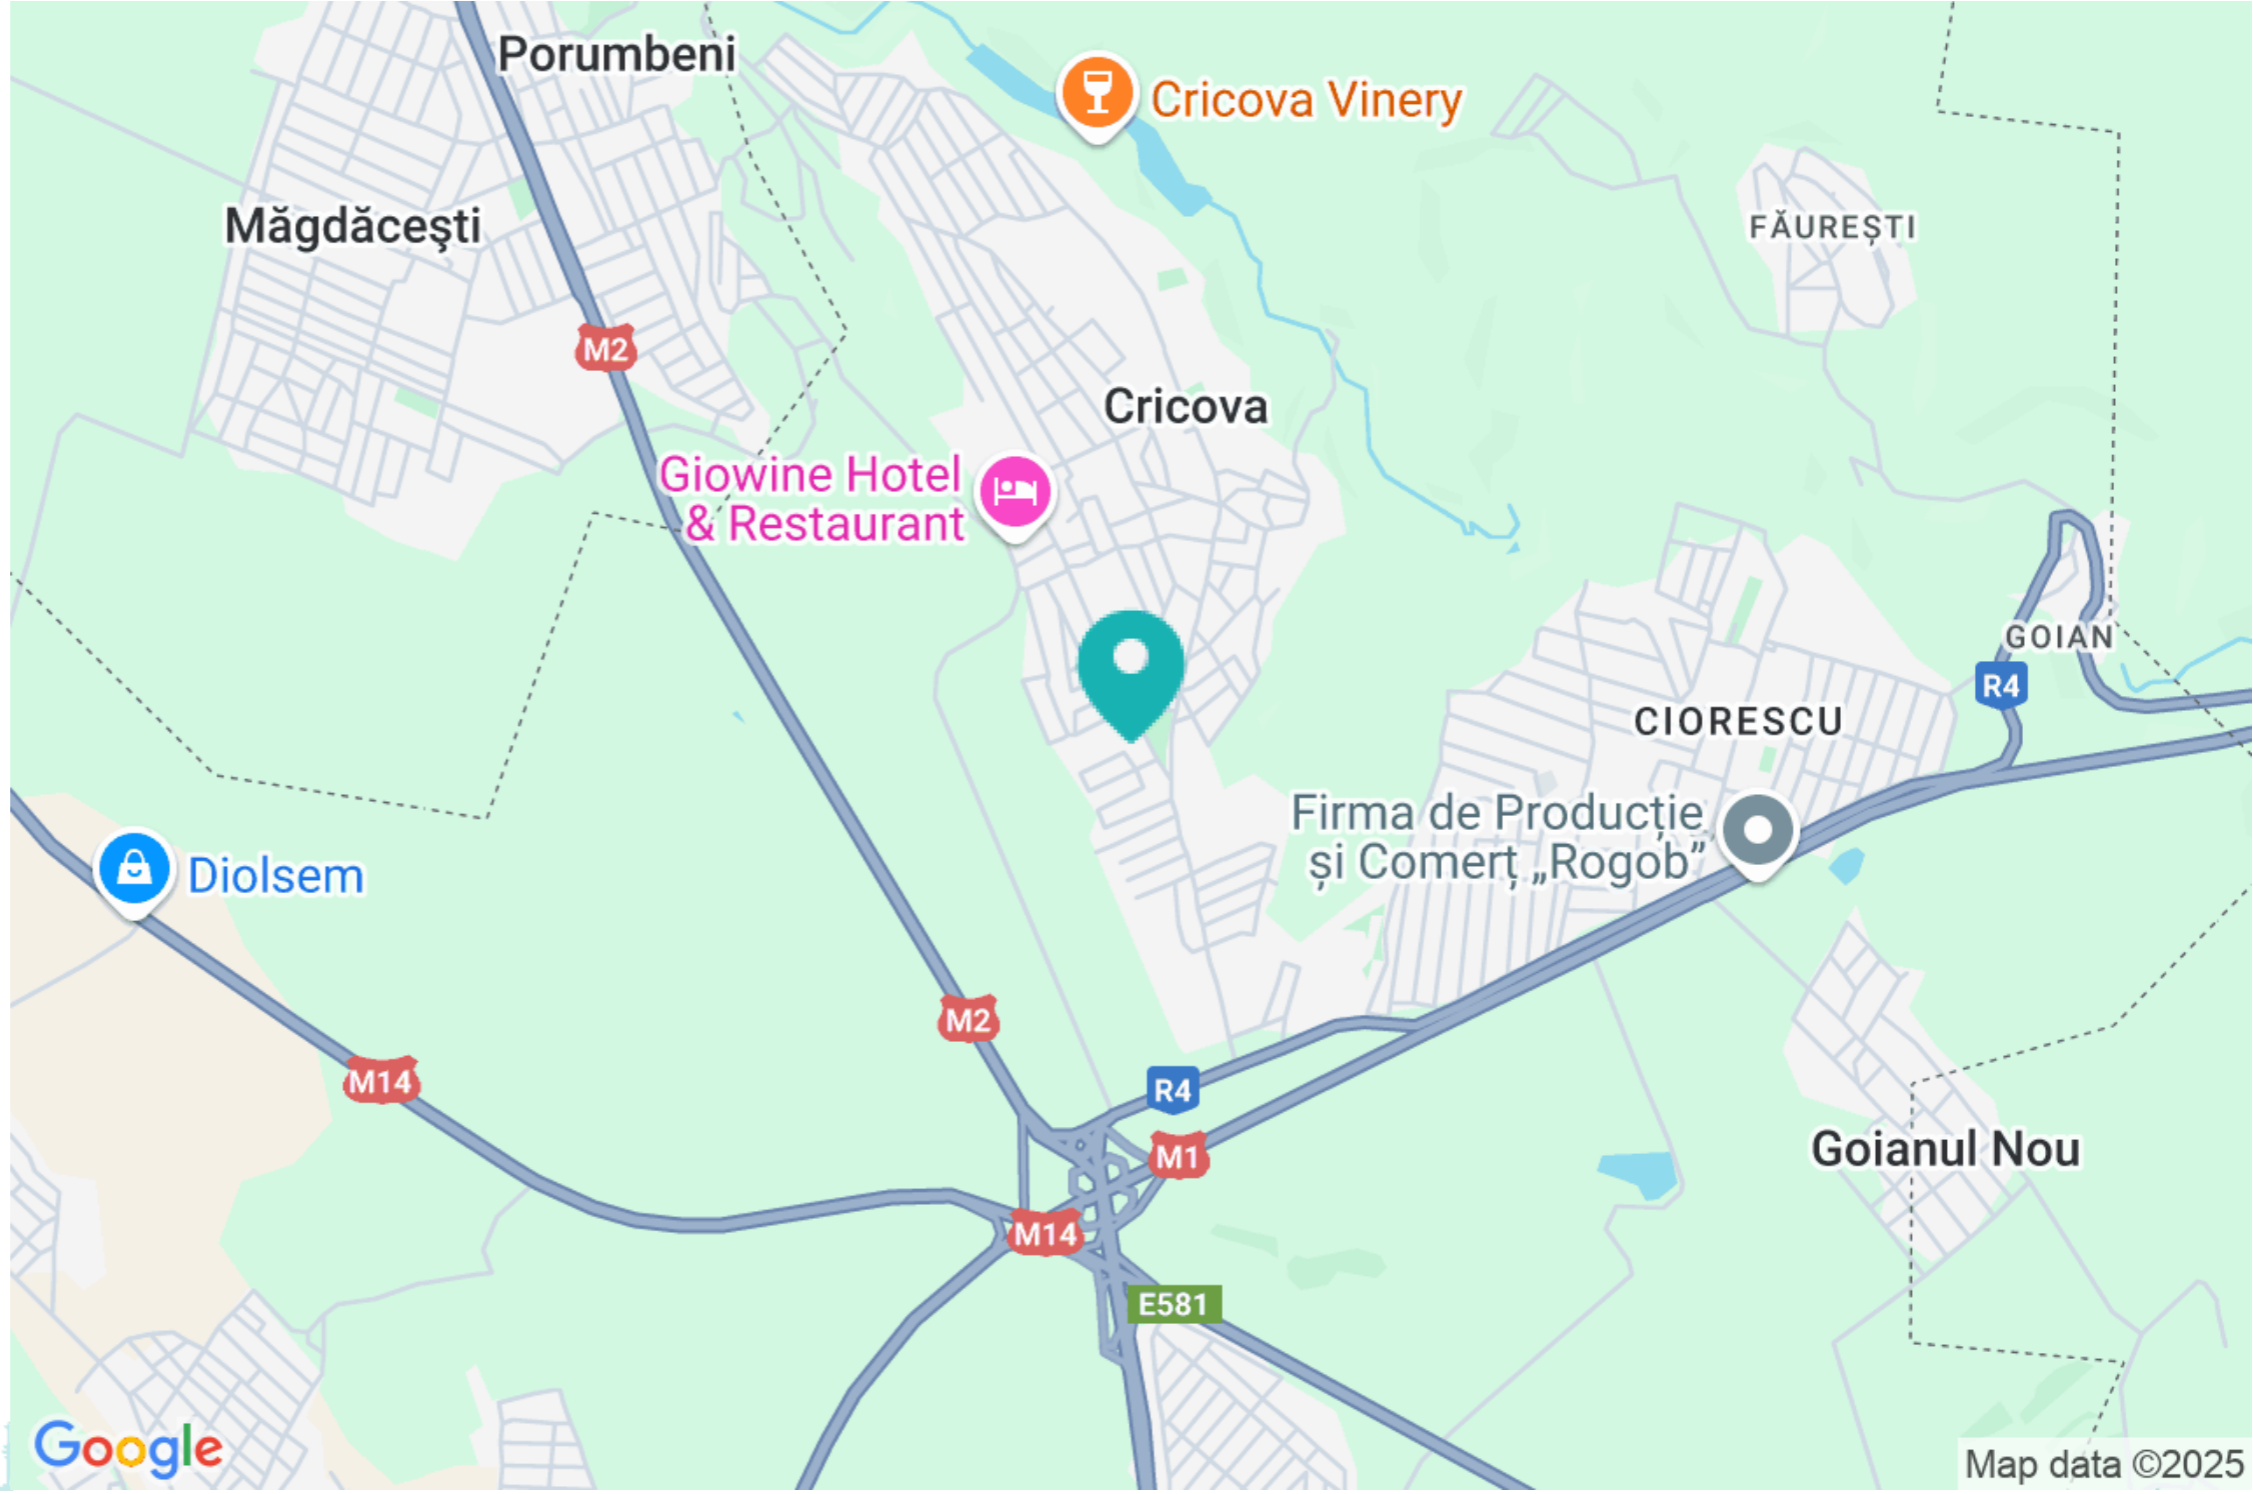 Porumbeni
Cricova Vinery
Măgdăceşti
FĂUREȘTI
M2
Cricova
Giowine Hotel
& Restaurant
GOIAN
R4
CIORESCU
Firma de Producție
și Comerț „Rogob”
Diolsem
M2
M14
R4
M1
Goianul Nou
M14
E581
Google
Map data ©2025